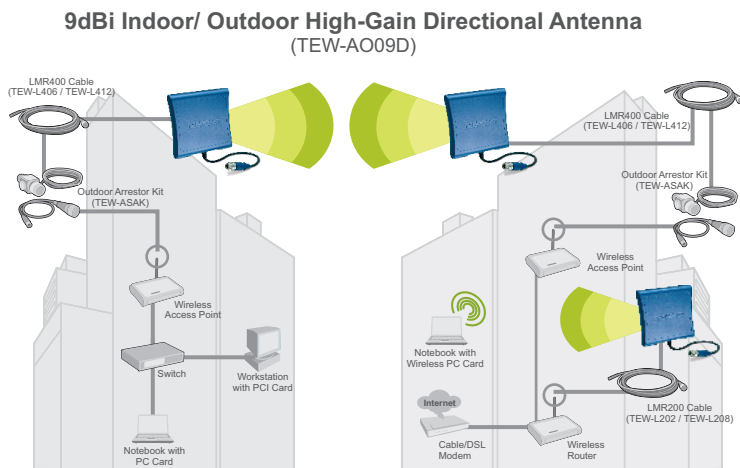 9dBi Indoor/ Outdoor High-Gain Directional Antenna
(TEW-AO09D)
LMR400 Cable
(TEW-L406 / TEW-L412)
Outdoor Arrestor Kit
(TEW-ASAK)
Wireless
Access Point
Switch
Workstation
with PCI Card
Notebook with
PC Card
LMR400 Cable
(TEW-L406 / TEW-L412)
Outdoor Arrestor Kit
(TEW-ASAK)
Wireless
Access Point
Notebook with
Wireless PC Card
LMR200 Cable
(TEW-L202 / TEW-L208)
Internet
Cable/DSL
Modem
Wireless
Router